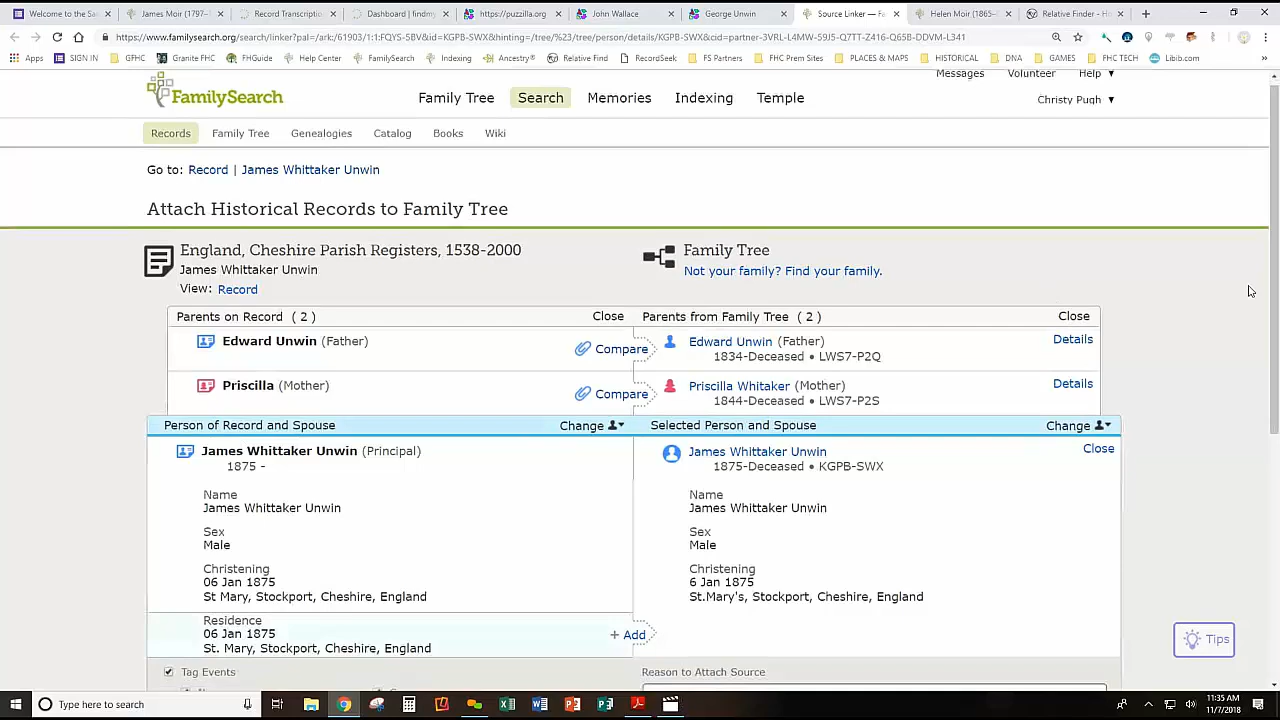 Welcome to the Sa
James Moir (1797–
Record Transcriptio
Dashboard | findmy
https://puzzilla.org
John Wallace
George Unwin
Source Linker — Fa
Helen Moir (1865–
Relative Finder - H
https://www.familysearch.org/search/linker?pal=/ark:/61903/1:1:FQYS-5BV&id=KGPB-SWX&hinting=/tree/%23/tree/person/details/KGPB-SWX&cid=partner-3VRL-L4MW-59J5-Q7TT-Z416-Q65B-DDVM-L341
Apps SIGN IN GFHC Granite FHC FHGuide Help Center FamilySearch Indexing Ancestry® Relative Find RecordSeek FS Partners FHC Prem Sites PLACES & MAPS HISTORICAL DNA GAMES FHC TECH Libib.com »
Messages Volunteer Help ▼
FamilySearch
Family Tree Search Memories Indexing Temple
Christy Pugh ▼
Records Family Tree Genealogies Catalog Books Wiki
Go to: Record | James Whittaker Unwin
Attach Historical Records to Family Tree
England, Cheshire Parish Registers, 1538-2000
James Whittaker Unwin
View: Record
Family Tree
Not your family? Find your family.
Parents on Record ( 2 ) Close
Parents from Family Tree ( 2 ) Close
Edward Unwin (Father)
Compare
Edward Unwin (Father) Details
1834-Deceased • LWS7-P2Q
Priscilla (Mother)
Compare
Priscilla Whitaker (Mother) Details
1844-Deceased • LWS7-P2S
Person of Record and Spouse Change
Selected Person and Spouse Change
James Whittaker Unwin (Principal)
1875 -
Name
James Whittaker Unwin
Sex
Male
Christening
06 Jan 1875
St Mary, Stockport, Cheshire, England
Residence
06 Jan 1875
St. Mary, Stockport, Cheshire, England
+ Add
James Whittaker Unwin Close
1875-Deceased • KGPB-SWX
Name
James Whittaker Unwin
Sex
Male
Christening
6 Jan 1875
St.Mary's, Stockport, Cheshire, England
Tag Events
Reason to Attach Source
Tips
Type here to search
11:35 AM
11/7/2018